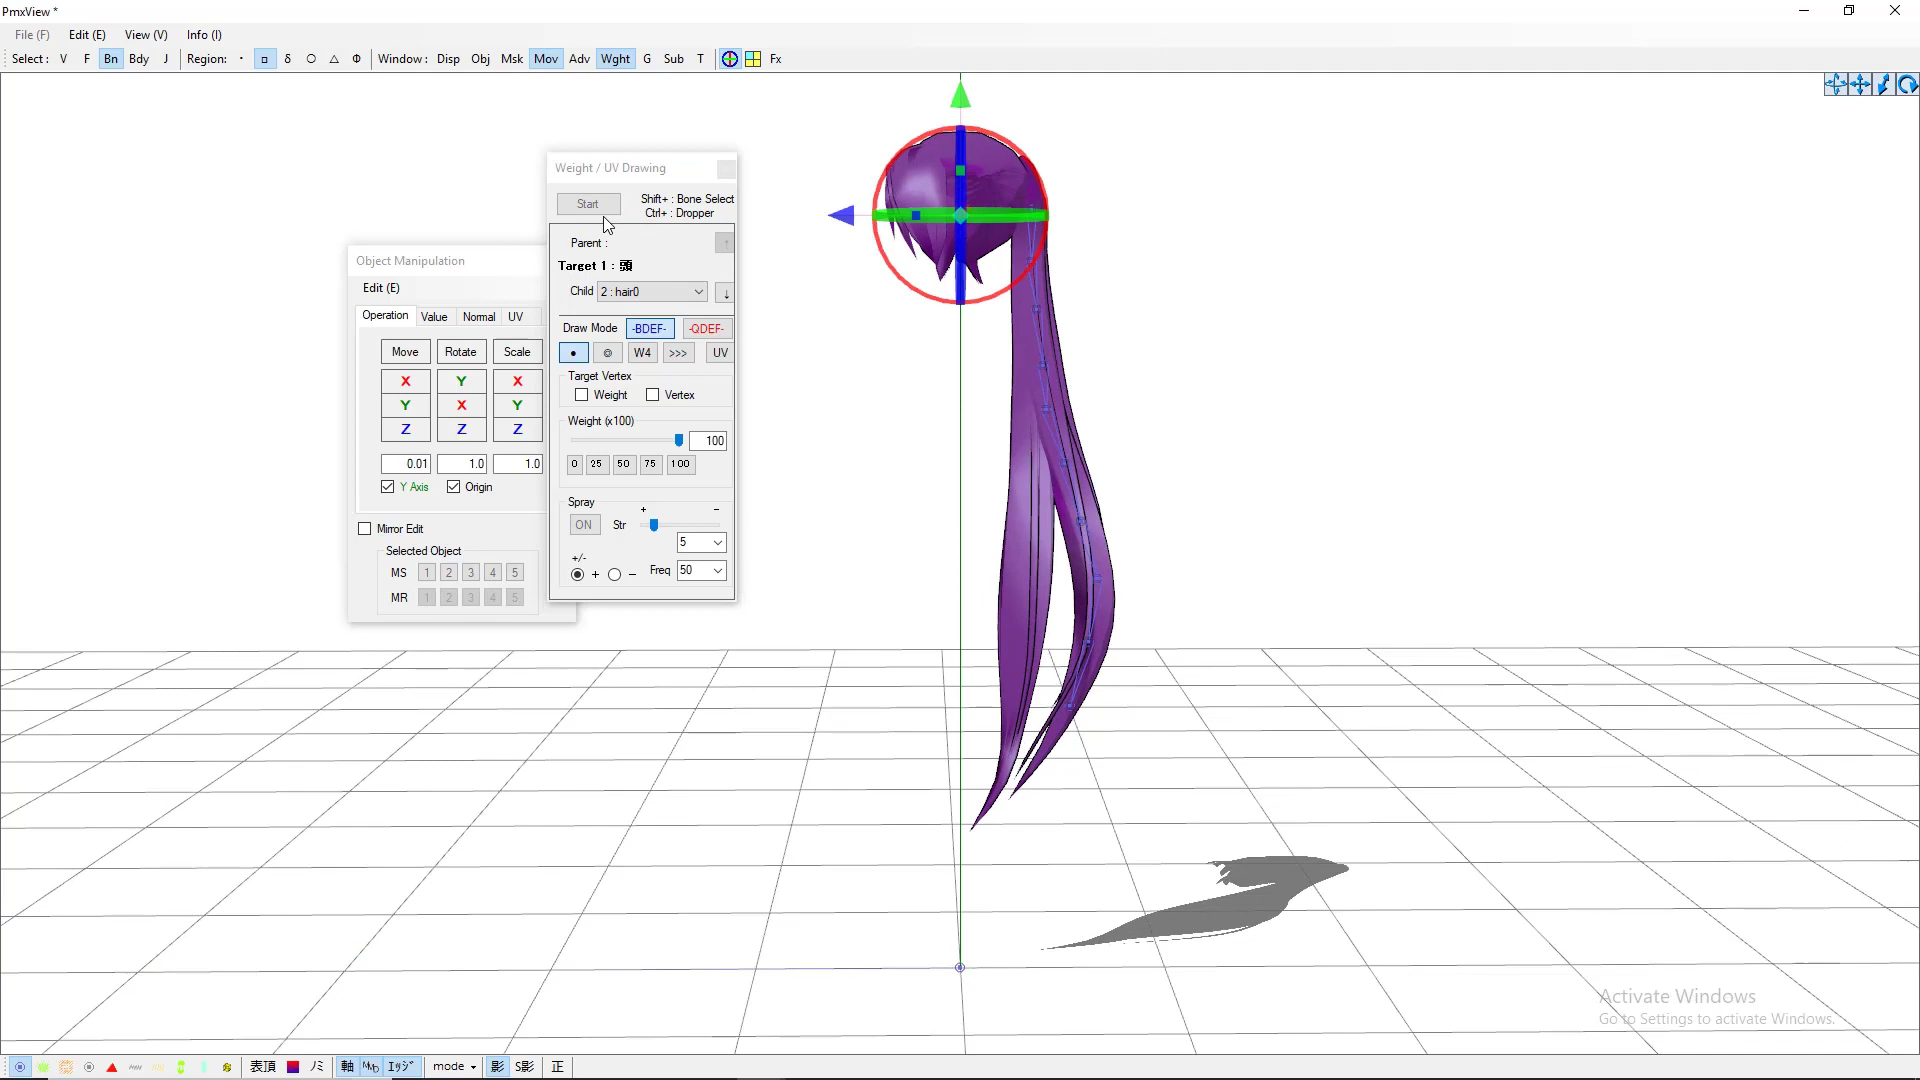 PmxView *
File (F) Edit (E) View (V) Info (I)
Select: V F Bn Bdy J Region: Window: Disp Obj Msk Mov Adv Wght G Sub T Fx
Weight / UV Drawing
Start
Shift+ : Bone Select
Ctrl+ : Dropper
Parent :
↑
Target 1 : 頭
Child 2 : hair0 ↓
Draw Mode -BDEF- -QDEF-
● ◎ W4 >>> UV
Target Vertex
Weight Vertex
Weight (x100)
100
0 25 50 75 100
Spray
+ −
ON Str
5
+/-
+ − Freq 50
Object Manipulation
Edit (E)
Operation Value Normal UV
Move Rotate Scale
X Y X
Y X Y
Z Z Z
0.01 1.0 1.0
Y Axis Origin
Mirror Edit
Selected Object
MS 1 2 3 4 5
MR 1 2 3 4 5
Activate Windows
Go to Settings to activate Windows.
表頂 軸 エッジ mode 影 S影 正